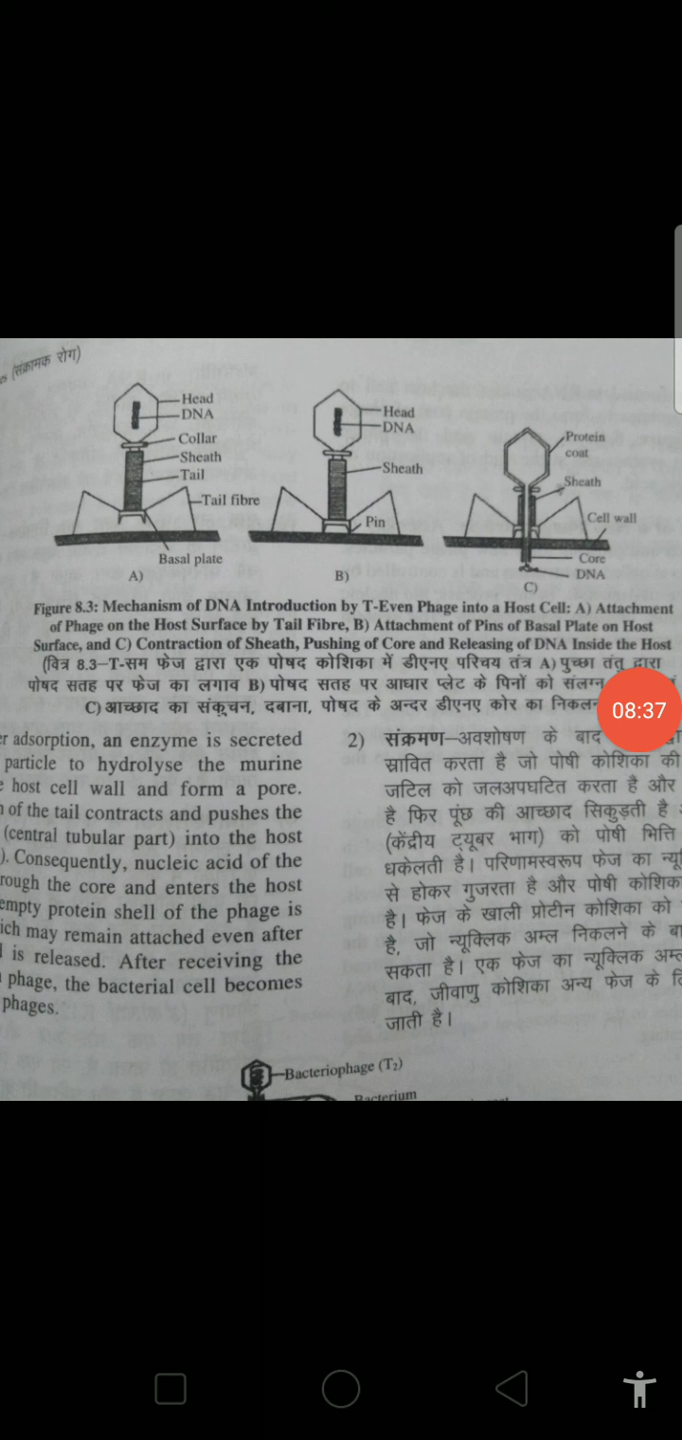 (संक्रामक रोग)
Head
DNA
Collar
Sheath
Tail
Tail fibre
Basal plate
A)
Head
DNA
Sheath
Pin
B)
Protein
coat
Sheath
Cell wall
Core
DNA
C)
Figure 8.3: Mechanism of DNA Introduction by T-Even Phage into a Host Cell: A) Attachment
of Phage on the Host Surface by Tail Fibre, B) Attachment of Pins of Basal Plate on Host
Surface, and C) Contraction of Sheath, Pushing of Core and Releasing of DNA Inside the Host
(चित्र 8.3–T-सम फेज द्वारा एक पोषद कोशिका में डीएनए परिचय तंत्र A) पुच्छा तंतु द्वारा
पोषद सतह पर फेज का लगाव B) पोषद सतह पर आधार प्लेट के पिनों को संलग्न
C) आच्छाद का संकुचन, दबाना, पोषद के अन्दर डीएनए कोर का
08:37
adsorption, an enzyme is secreted
particle to hydrolyse the murine
host cell wall and form a pore.
of the tail contracts and pushes the
(central tubular part) into the host
). Consequently, nucleic acid of the
rough the core and enters the host
empty protein shell of the phage is
ich may remain attached even after
is released. After receiving the
phage, the bacterial cell becomes
phages.
2) संक्रमण–अवशोषण के बाद
स्रावित करता है जो पोषी कोशिका की
जटिल को जलअपघटित करता है और
है फिर पूंछ की आच्छाद सिकुड़ती है
(केंद्रीय ट्यूबर भाग) को पोषी भित्ति
धकेलती है। परिणामस्वरूप फेज का
से होकर गुजरता है और पोषी कोशिका
है। फेज के खाली प्रोटीन कोशिका को
है, जो न्यूक्लिक अम्ल निकलने के
सकता है। एक फेज का न्यूक्लिक अम्ल
बाद, जीवाणु कोशिका अन्य फेज के
जाती है।
Bacteriophage (T₂)
Bacterium